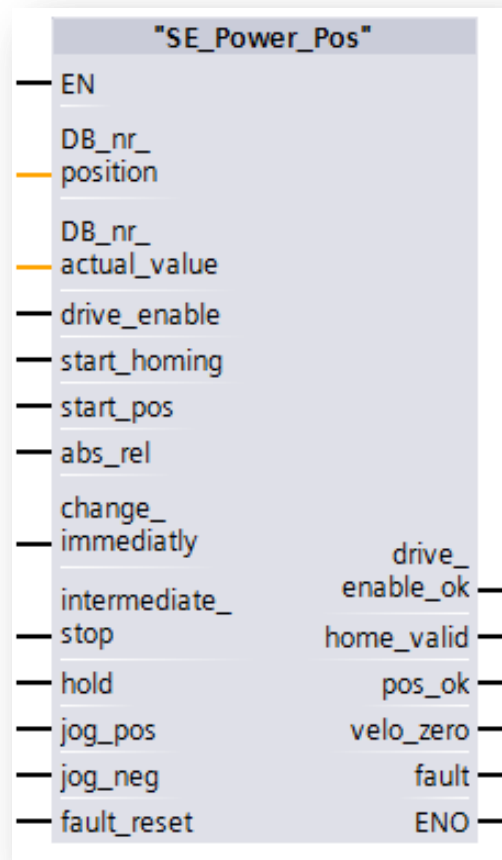 "SE_Power_Pos"
EN
DB_nr_
position
DB_nr_
actual_value
drive_enable
start_homing
start_pos
abs_rel
change_
immediatly
intermediate_
stop
hold
jog_pos
jog_neg
fault_reset
drive_
enable_ok
home_valid
pos_ok
velo_zero
fault
ENO